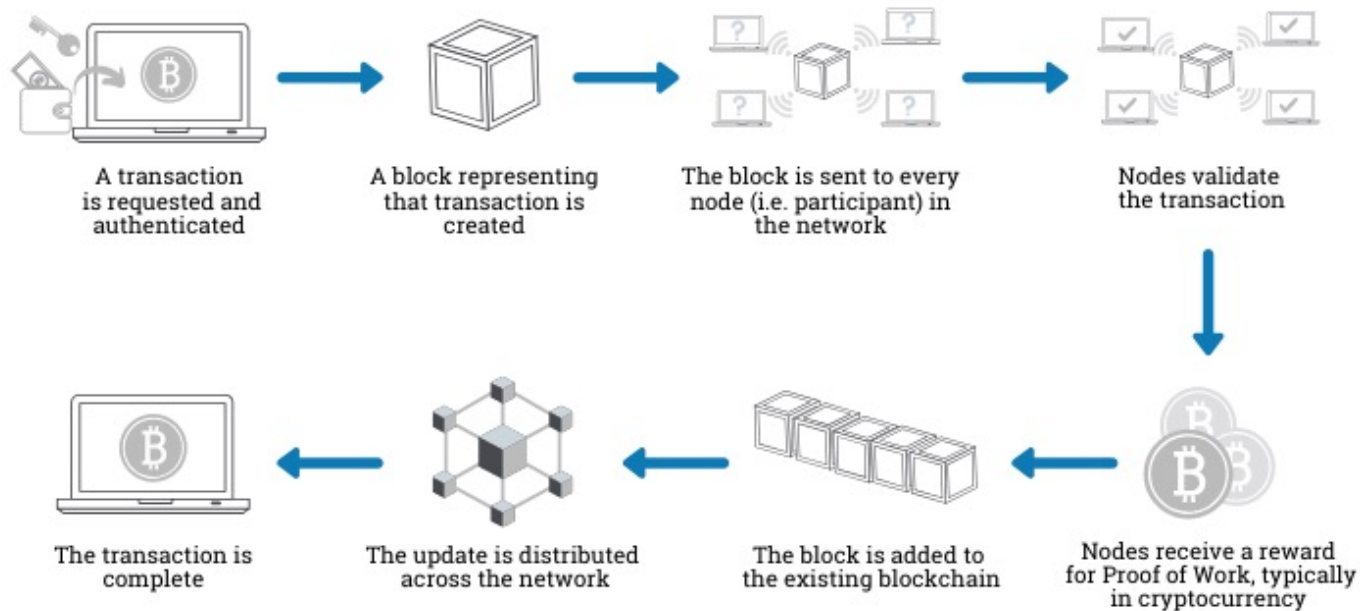 A transaction
is requested and
authenticated
A block representing
that transaction is
created
The block is sent to every
node (i.e. participant) in
the network
Nodes validate
the transaction
Nodes receive a reward
for Proof of Work, typically
in cryptocurrency
The block is added to
the existing blockchain
The update is distributed
across the network
The transaction is
complete